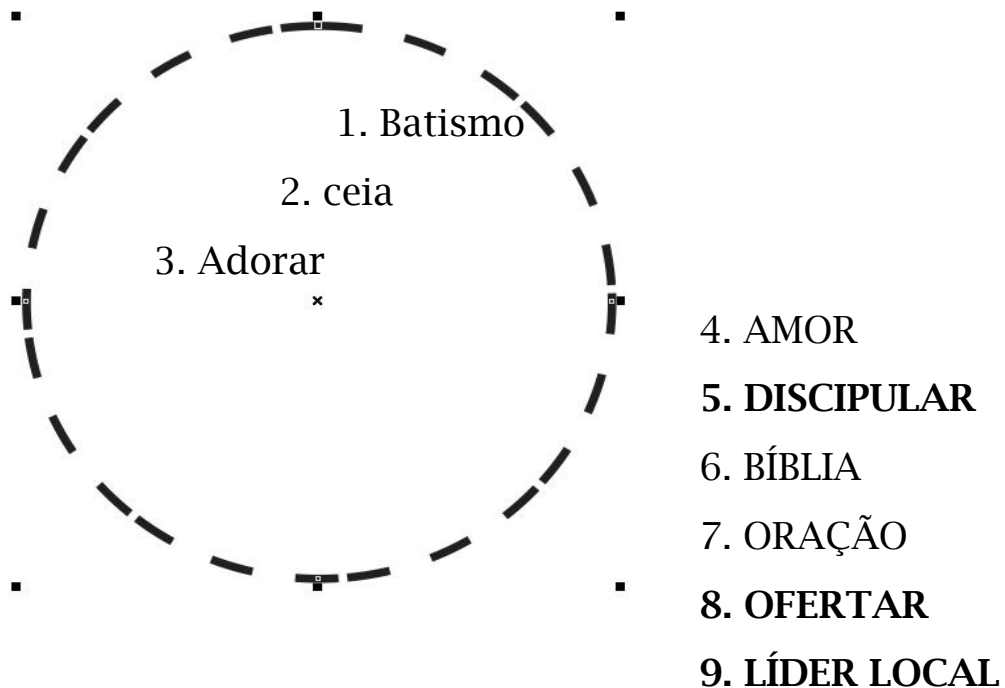 1. Batismo
2. ceia
3. Adorar
4. AMOR
5. DISCIPULAR
6. BÍBLIA
7. ORAÇÃO
8. OFERTAR
9. LÍDER LOCAL